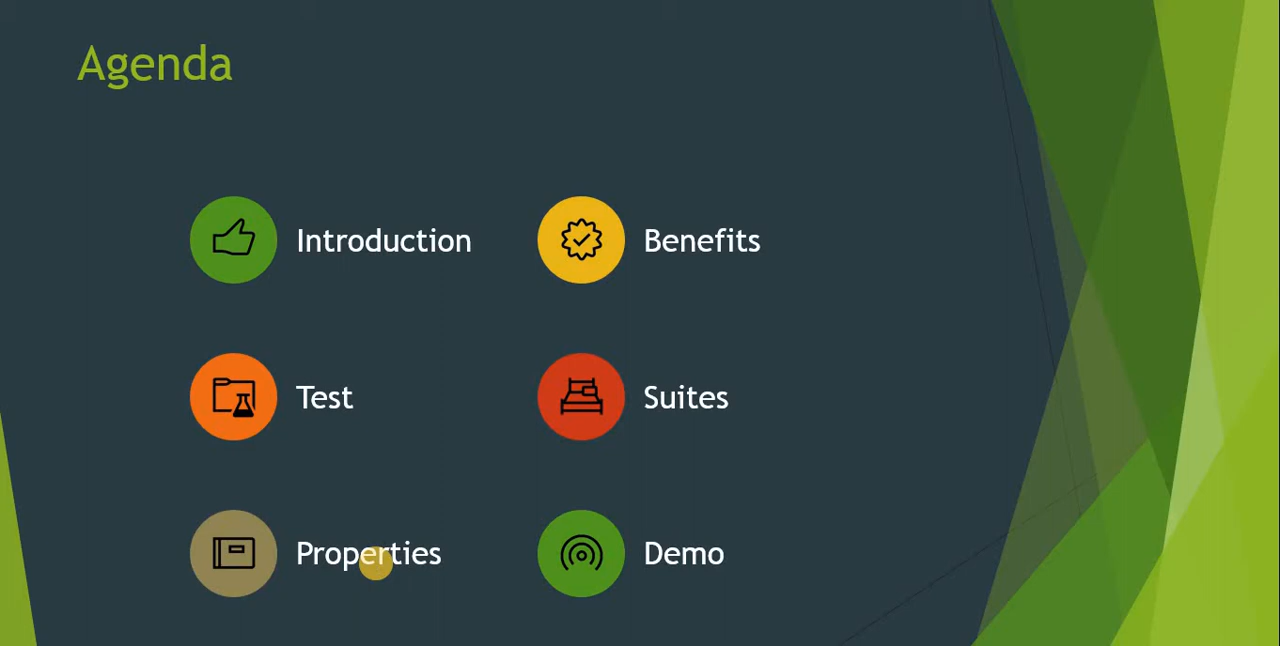 Agenda
Introduction
Benefits
Test
Suites
Properties
Demo